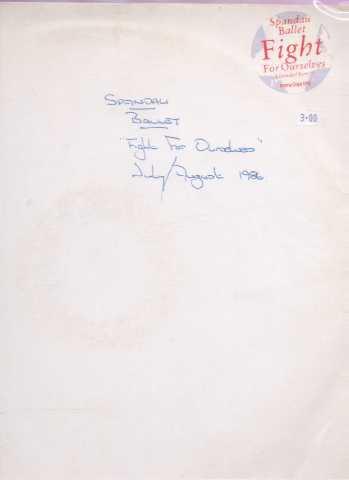 Spandau
Ballet
Fight
For Ourselves
3·00
SPANDAU
BALLET
"Fight For Ourselves"
July/August 1986